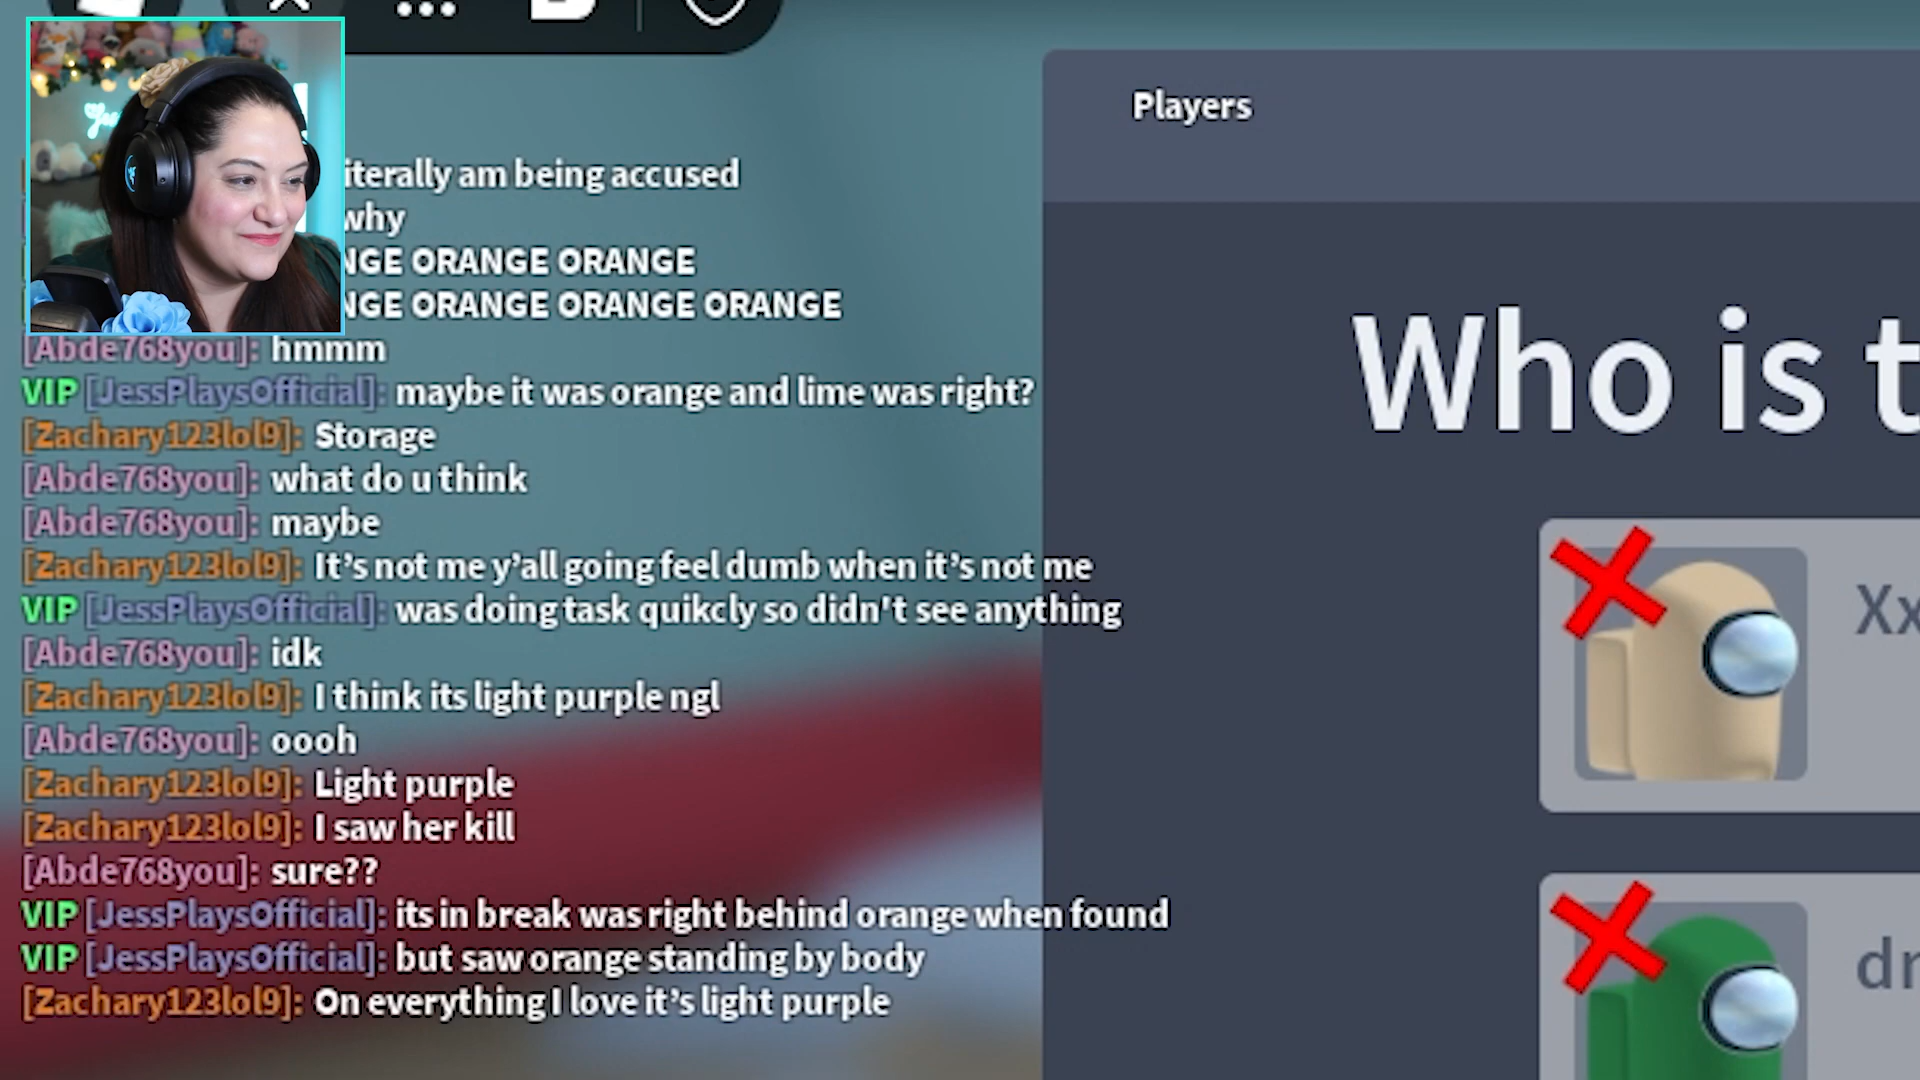 Players
iterally am being accused
why
NGE ORANGE ORANGE
NGE ORANGE ORANGE ORANGE
[Abde768you]: hmmm
VIP [JessPlaysOfficial]: maybe it was orange and lime was right?
[Zachary123lol9]: Storage
[Abde768you]: what do u think
[Abde768you]: maybe
[Zachary123lol9]: It’s not me y’all going feel dumb when it’s not me
VIP [JessPlaysOfficial]: was doing task quikcly so didn't see anything
[Abde768you]: idk
[Zachary123lol9]: I think its light purple ngl
[Abde768you]: oooh
[Zachary123lol9]: Light purple
[Zachary123lol9]: I saw her kill
[Abde768you]: sure??
VIP [JessPlaysOfficial]: its in break was right behind orange when found
VIP [JessPlaysOfficial]: but saw orange standing by body
[Zachary123lol9]: On everything I love it’s light purple
Who is t
Xx
dr